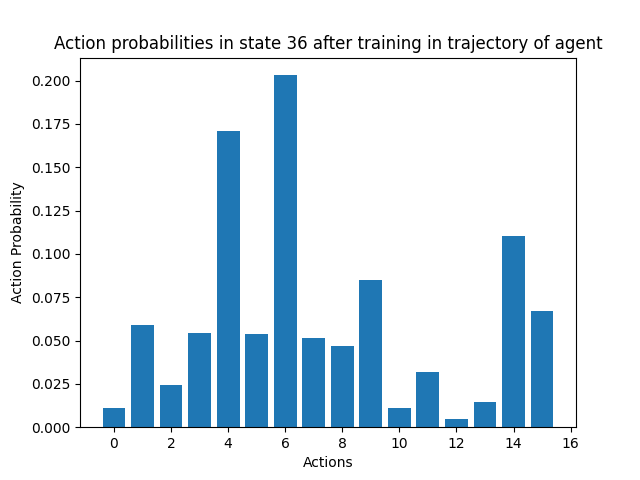 Action probabilities in state 36 after training in trajectory of agent
0.200
0.175
0.150
0.125
0.100
0.075
0.050
0.025
0.000
Action Probability
0 2 4 6 8 10 12 14 16
Actions